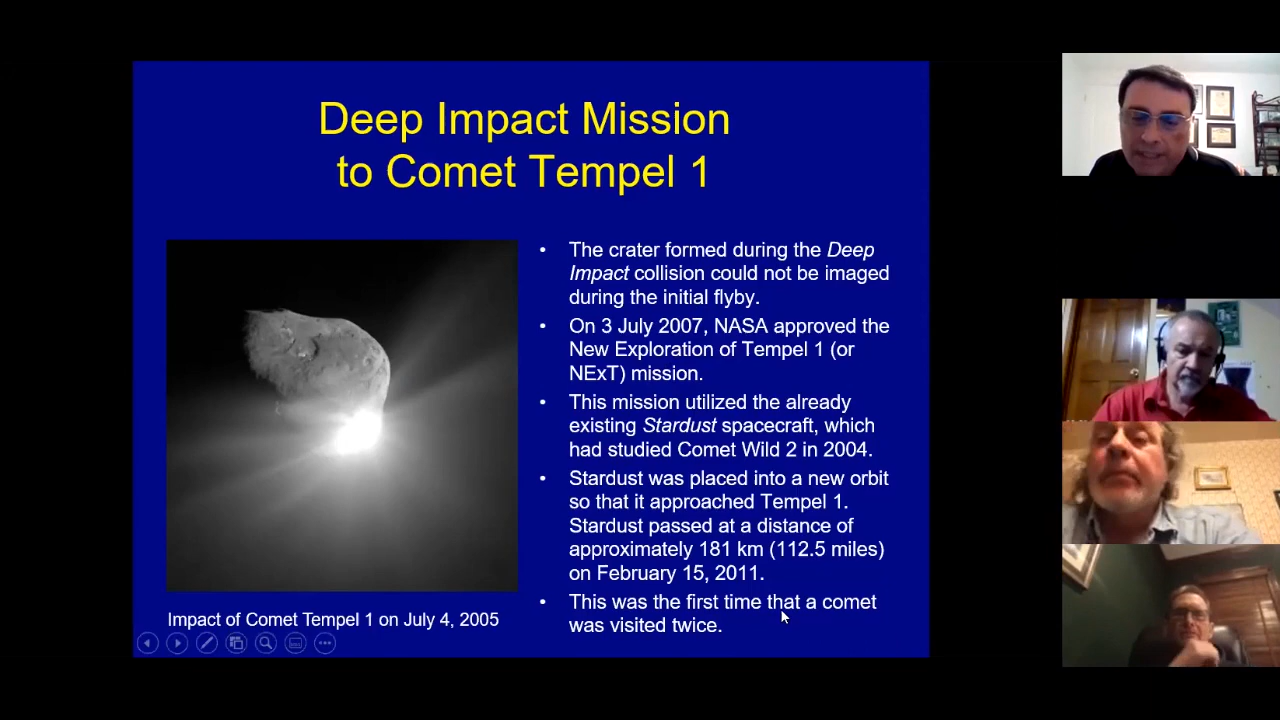 Deep Impact Mission
to Comet Tempel 1
• The crater formed during the Deep
Impact collision could not be imaged
during the initial flyby.
• On 3 July 2007, NASA approved the
New Exploration of Tempel 1 (or
NExT) mission.
• This mission utilized the already
existing Stardust spacecraft, which
had studied Comet Wild 2 in 2004.
• Stardust was placed into a new orbit
so that it approached Tempel 1.
Stardust passed at a distance of
approximately 181 km (112.5 miles)
on February 15, 2011.
• This was the first time that a comet
was visited twice.
Impact of Comet Tempel 1 on July 4, 2005